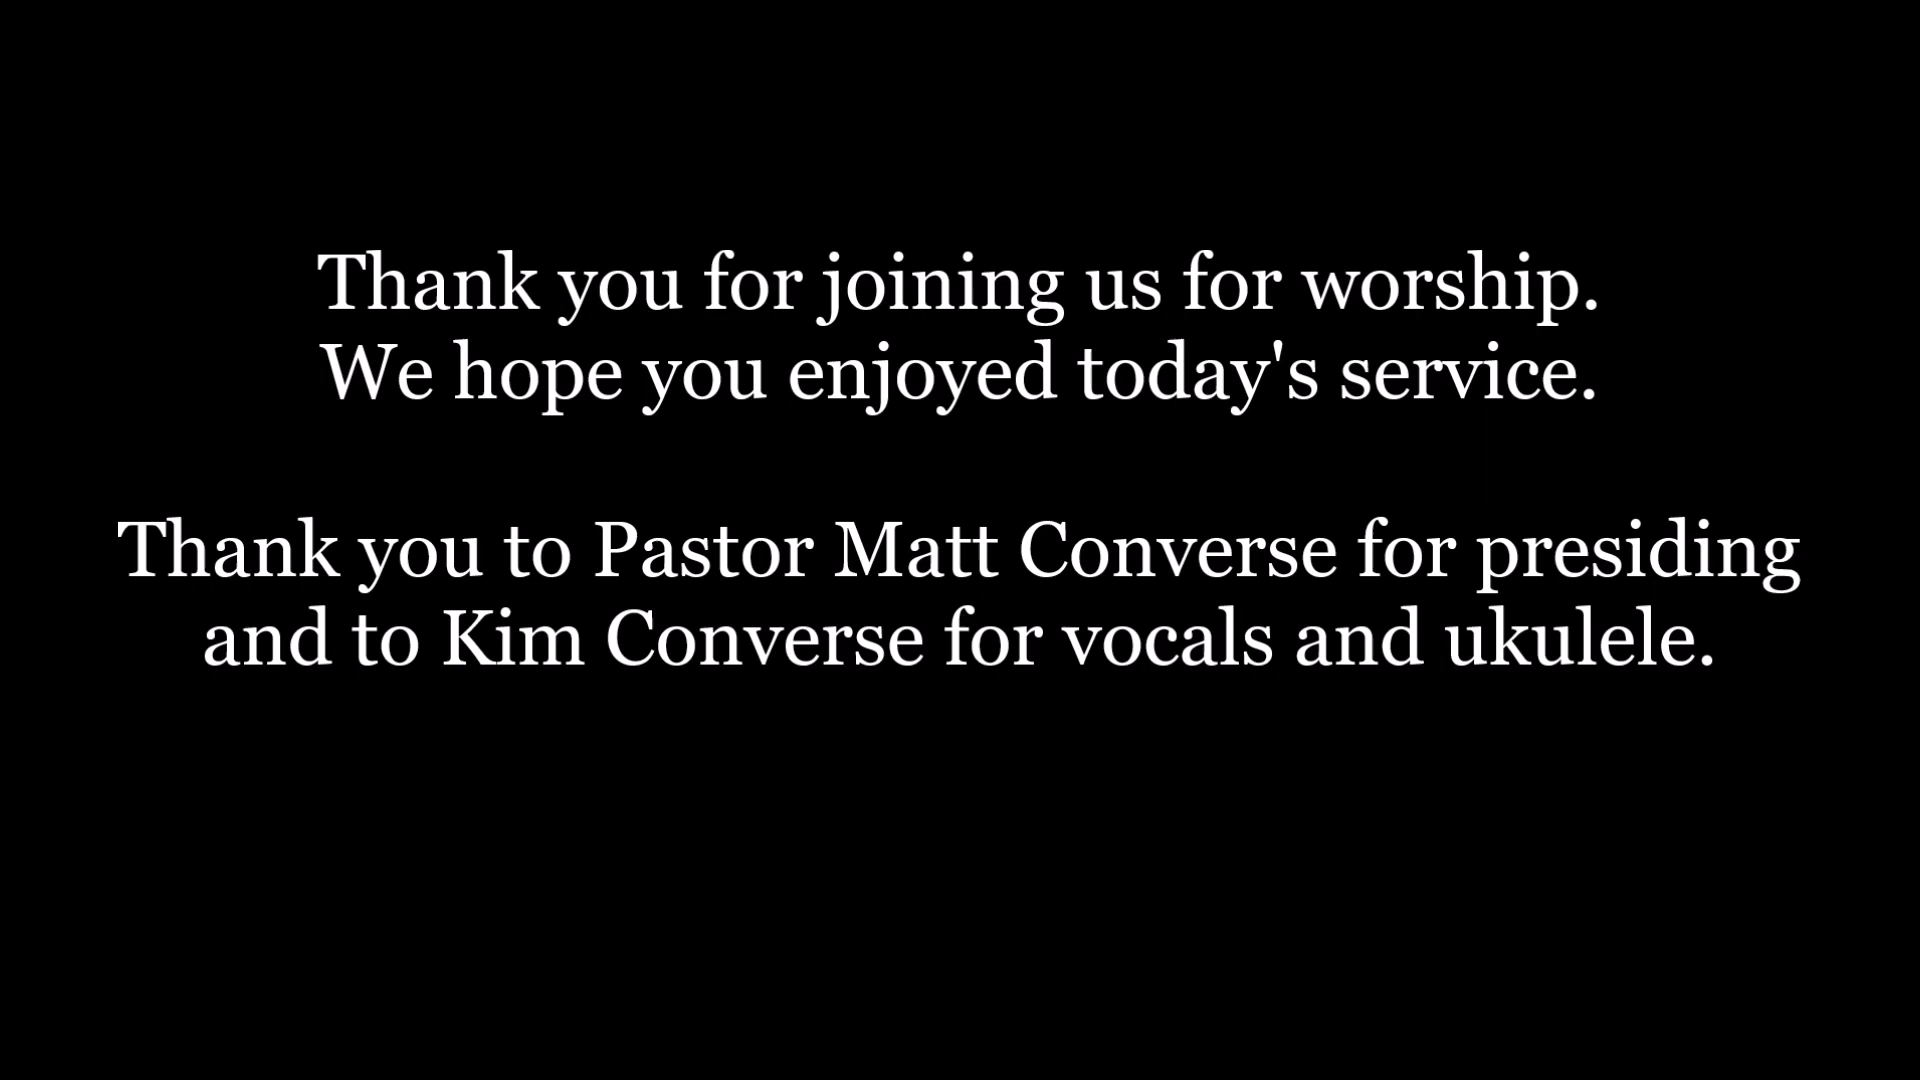 Thank you for joining us for worship.
We hope you enjoyed today's service.
Thank you to Pastor Matt Converse for presiding
and to Kim Converse for vocals and ukulele.